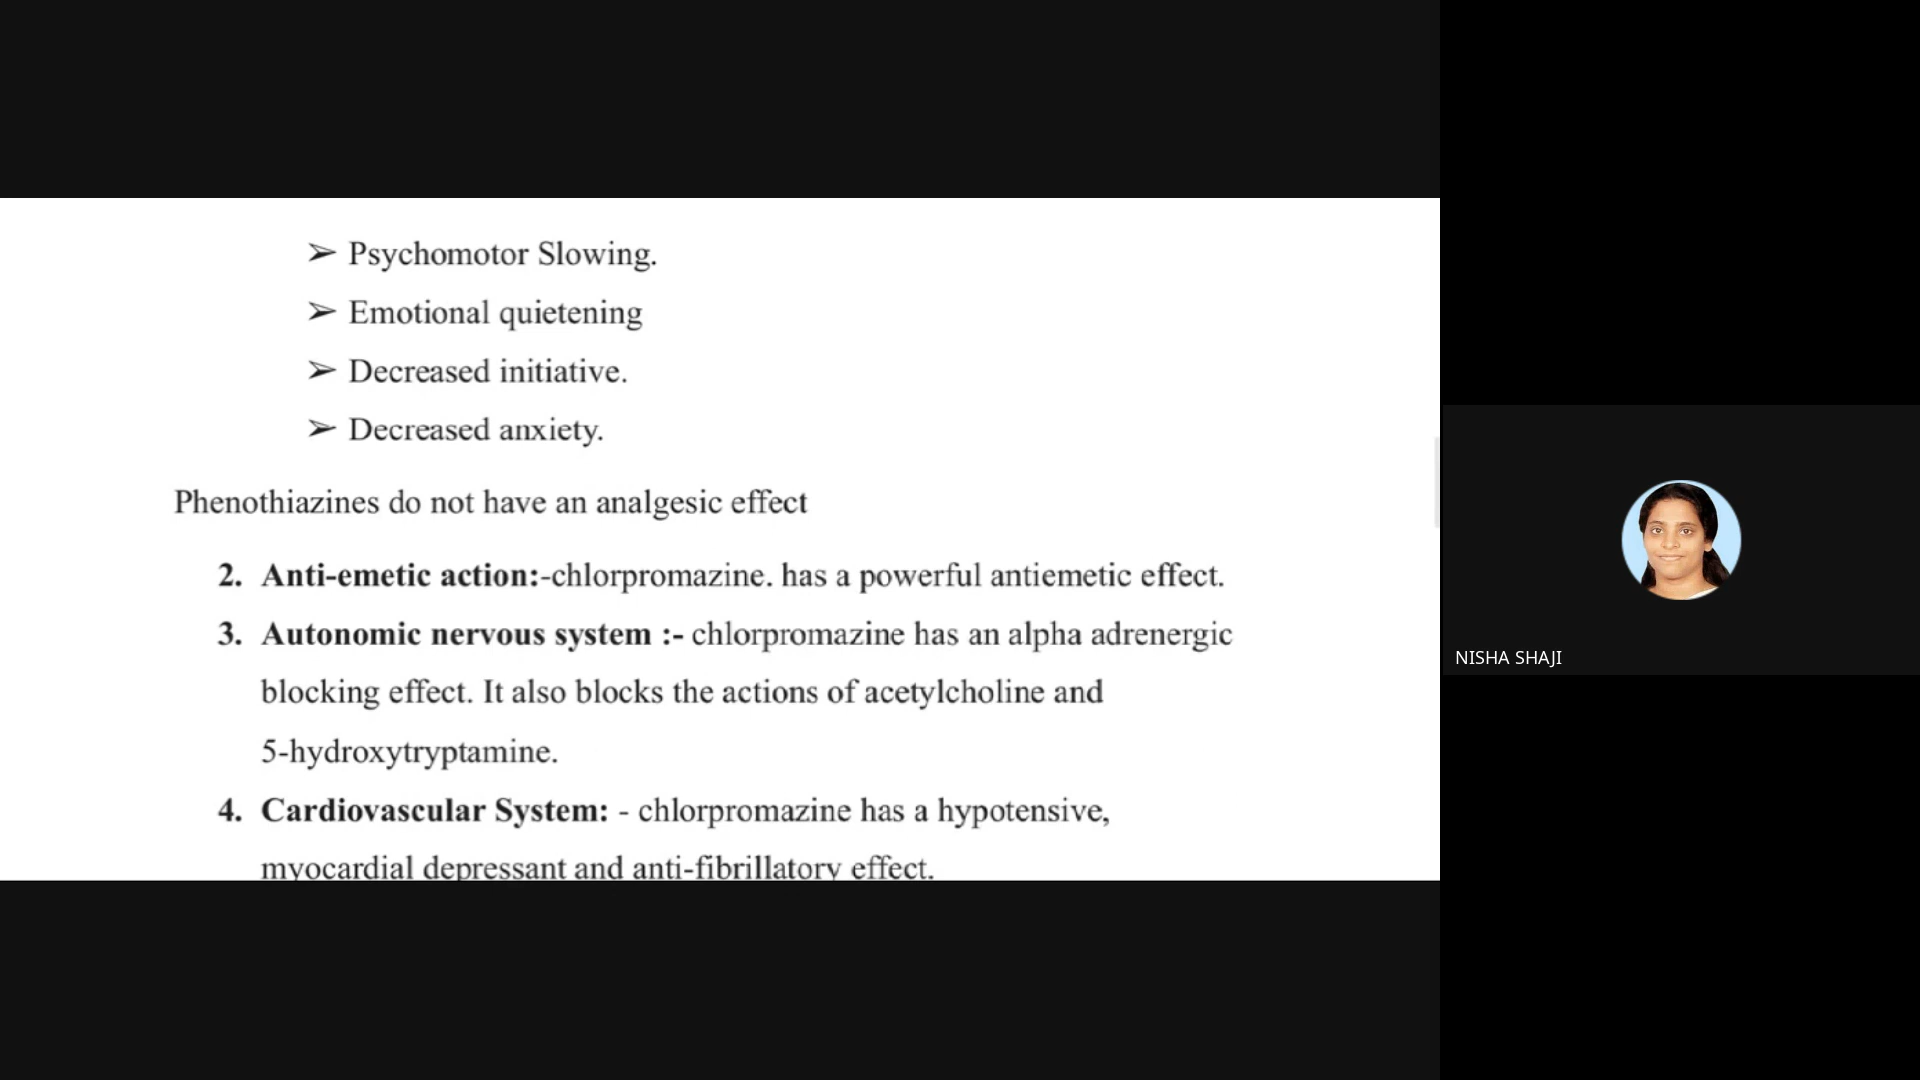 ➢ Psychomotor Slowing.
➢ Emotional quietening
➢ Decreased initiative.
➢ Decreased anxiety.
Phenothiazines do not have an analgesic effect
2. Anti-emetic action:-chlorpromazine. has a powerful antiemetic effect.
3. Autonomic nervous system :- chlorpromazine has an alpha adrenergic
blocking effect. It also blocks the actions of acetylcholine and
5-hydroxytryptamine.
4. Cardiovascular System: - chlorpromazine has a hypotensive,
myocardial depressant and anti-fibrillatory effect.
NISHA SHAJI